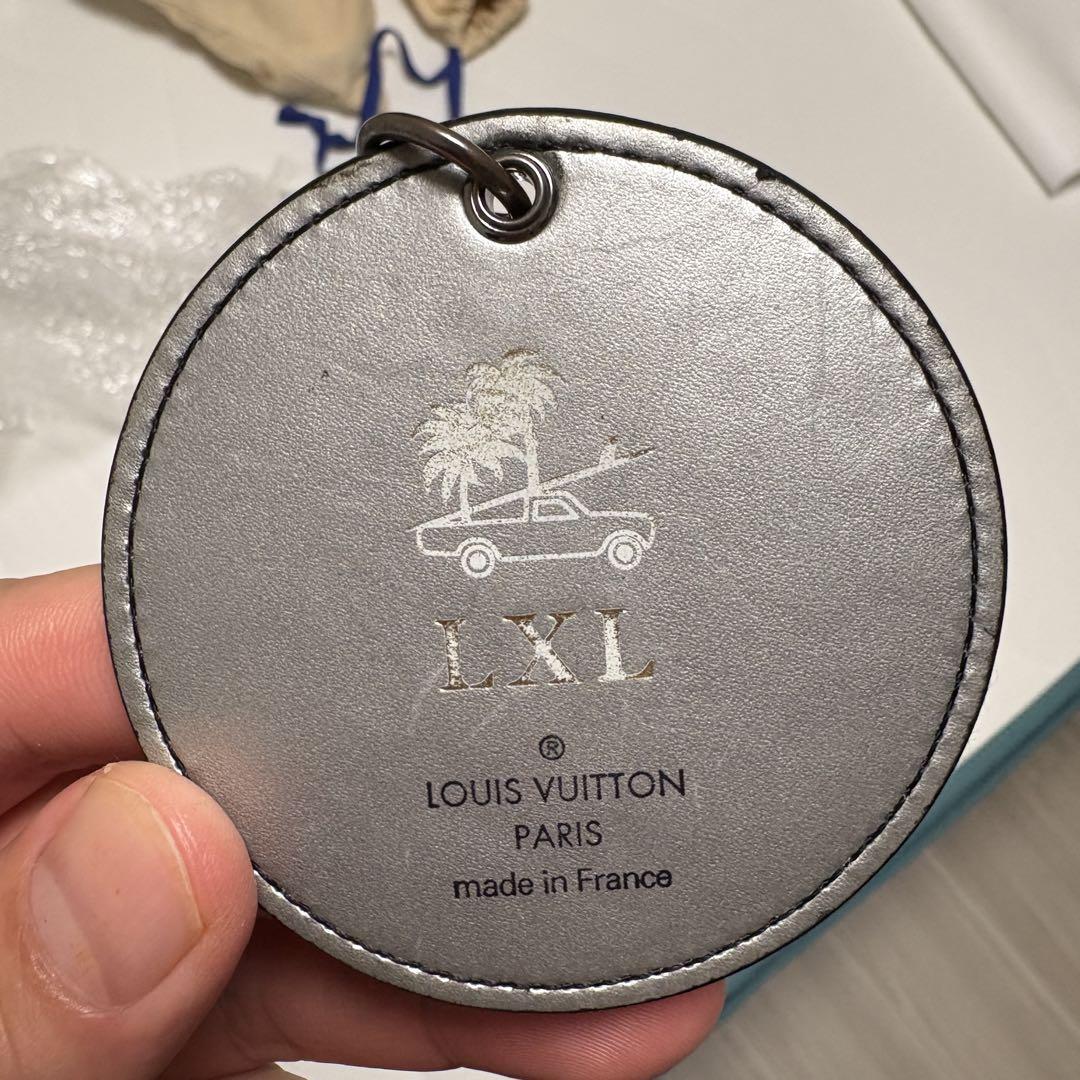 LXL
®
LOUIS VUITTON
PARIS
made in France